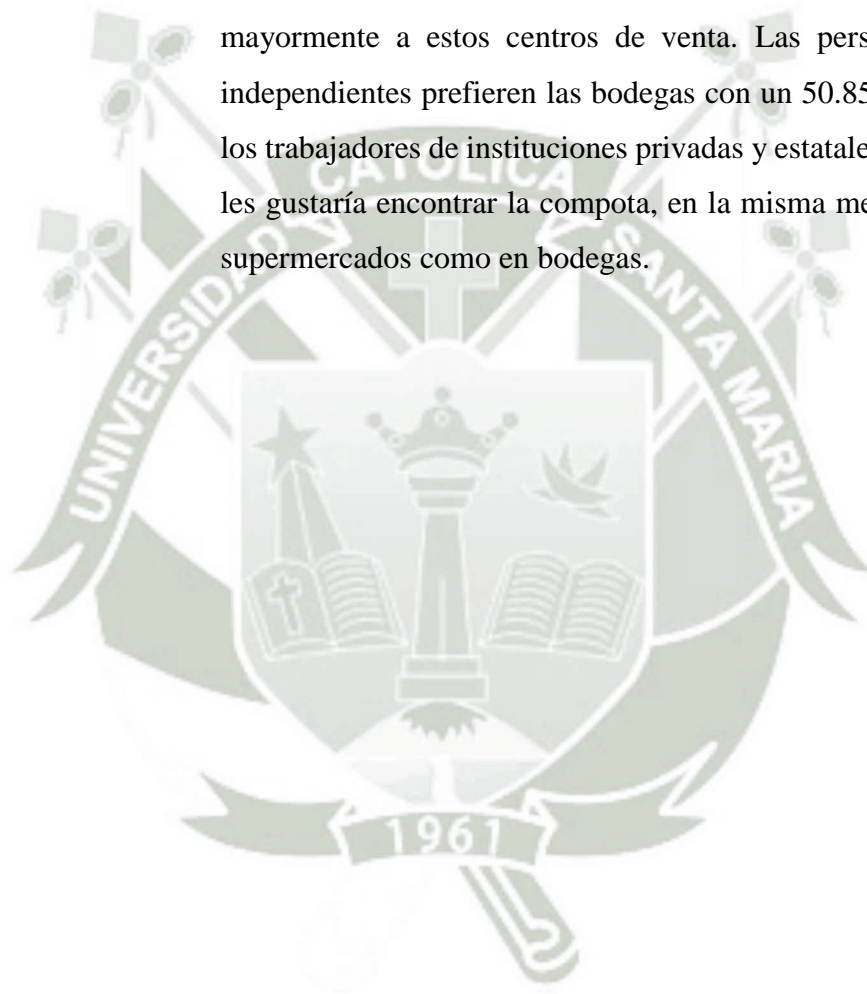 mayormente a estos centros de venta. Las pers
independientes prefieren las bodegas con un 50.85
los trabajadores de instituciones privadas y estatale
les gustaría encontrar la compota, en la misma me
supermercados como en bodegas.
UNIVERSIDAD CATOLICA SANTA MARIA
1961